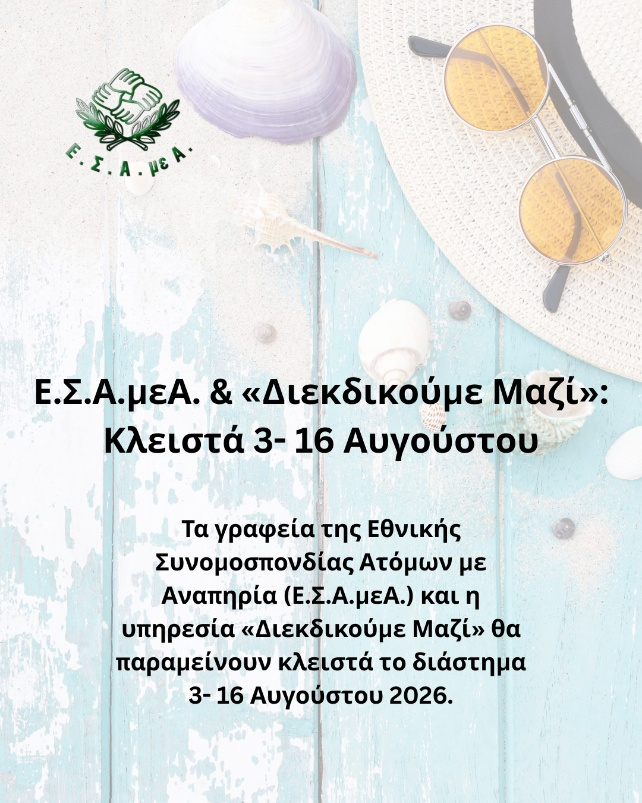 Ε.Σ.Α.μεΑ.
Ε.Σ.Α.μεΑ. & «Διεκδικούμε Μαζί»:
Κλειστά 3- 16 Αυγούστου
Τα γραφεία της Εθνικής
Συνομοσπονδίας Ατόμων με
Αναπηρία (Ε.Σ.Α.μεΑ.) και η
υπηρεσία «Διεκδικούμε Μαζί» θα
παραμείνουν κλειστά το διάστημα
3- 16 Αυγούστου 2026.